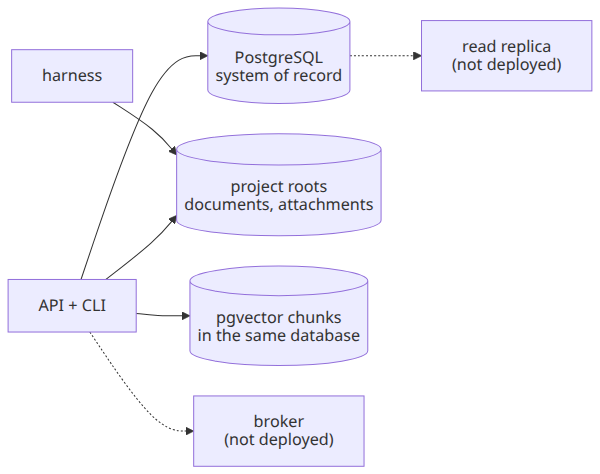 harness
PostgreSQL
system of record
read replica
(not deployed)
project roots
documents, attachments
API + CLI
pgvector chunks
in the same database
broker
(not deployed)